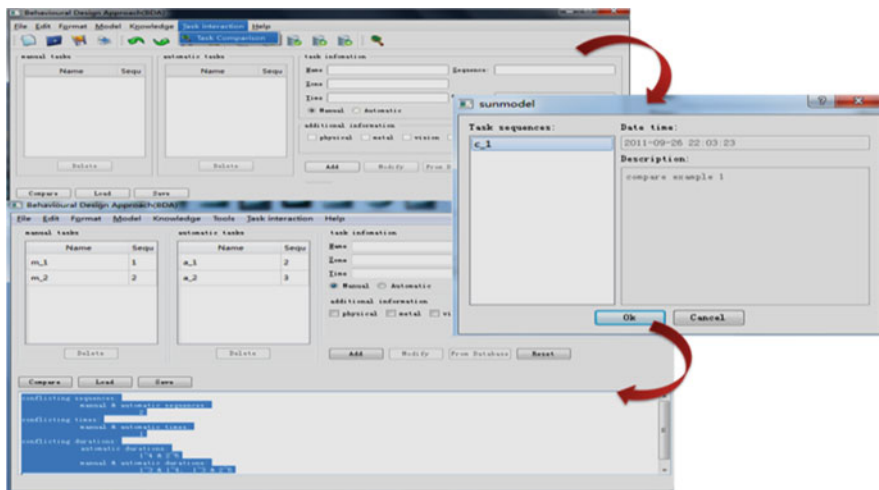 Behavioural Design Approach(BDA)
File Edit Format Model Knowledge Task interaction Help
Task Comparison
manual tasks automatic tasks task infomation
Name Sequ Name Sequ Name Sequence:
Zone
Time
Manual Automatic
additional information
physical metal vision
Delete Delete Add Modify From D
Compare Load Save
sunmodel
Task sequences: Data time:
c_1 2011-09-26 22:03:23
Description:
compare example 1
Ok Cancel
Behavioural Design Approach(BDA)
File Edit Format Model Knowledge Tools Task interaction Help
manual tasks automatic tasks task infomation
Name Sequ Name Sequ Name
m_1 1 a_1 2 Zone
m_2 2 a_2 3 Time
Manual Automatic
additional information
physical metal vi
Delete Delete Add Modify From Database Reset
Compare Load Save
conflicting sequences:
manual & automatic sequences:
2
conflicting times:
manual & automatic times:
conflicting durations:
automatic durations:
manual & automatic durations: